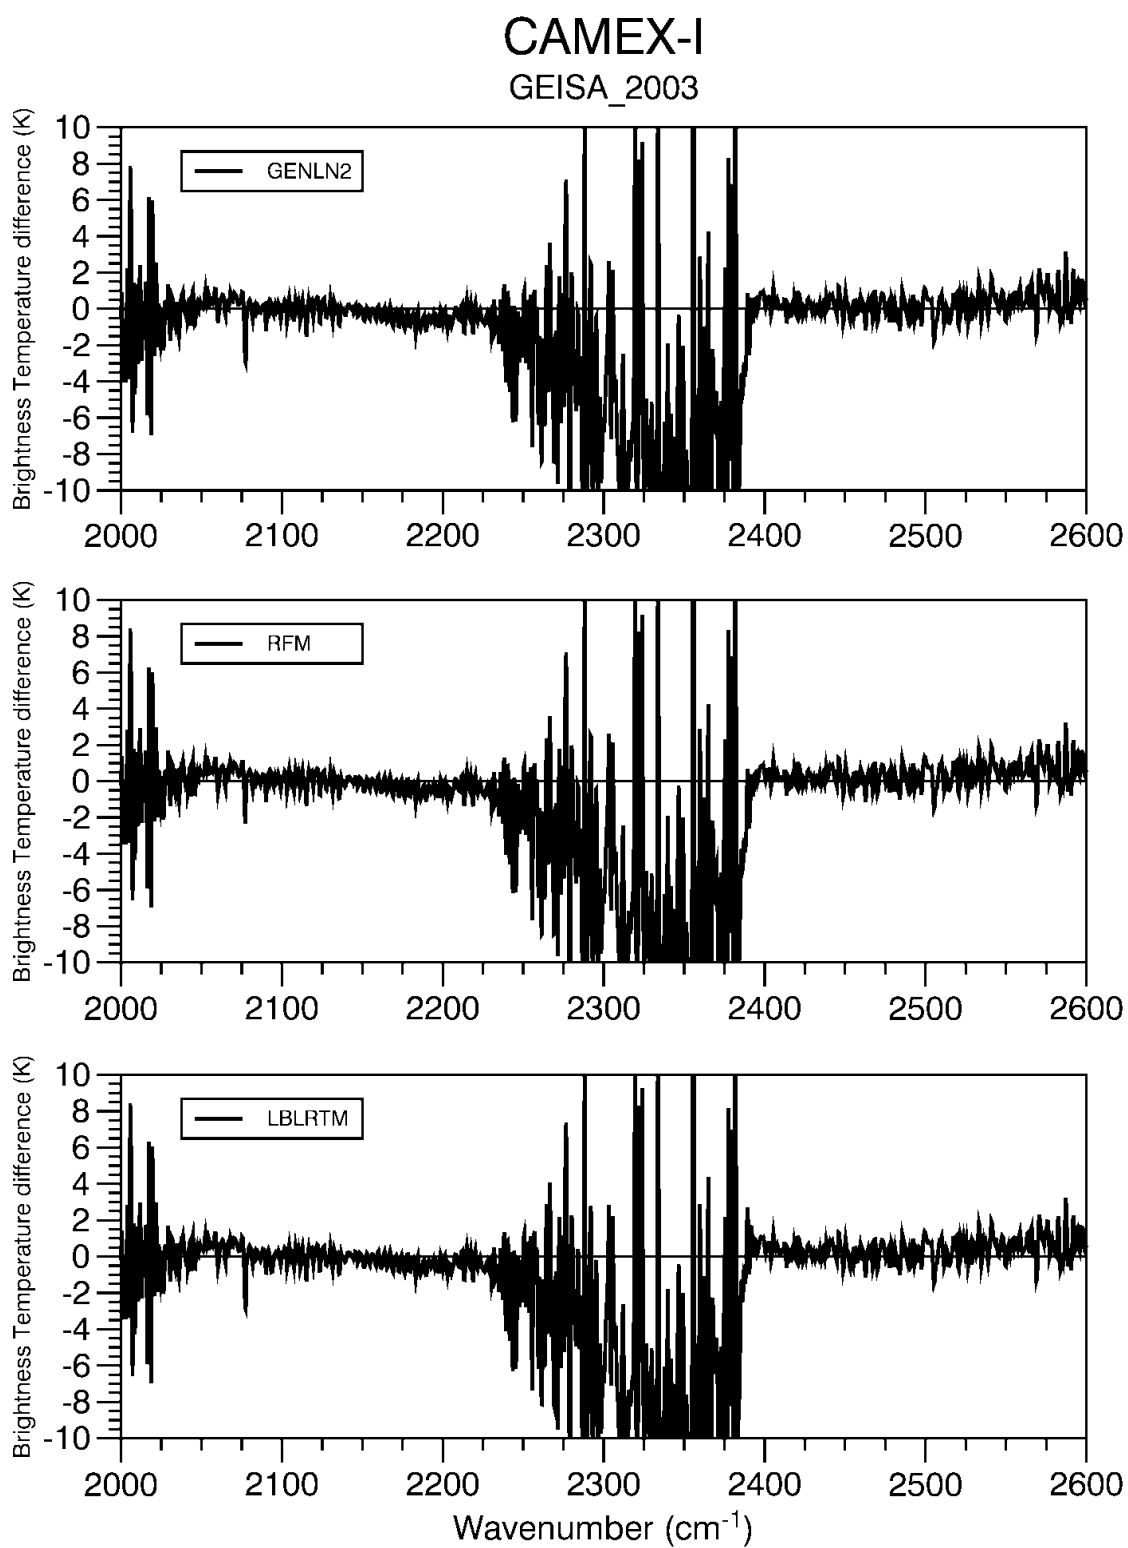 CAMEX-I
GEISA_2003
Brightness Temperature difference (K)
10
8
6
4
2
0
-2
-4
-6
-8
-10
GENLN2
2000 2100 2200 2300 2400 2500 2600
Brightness Temperature difference (K)
10
8
6
4
2
0
-2
-4
-6
-8
-10
RFM
2000 2100 2200 2300 2400 2500 2600
Brightness Temperature difference (K)
10
8
6
4
2
0
-2
-4
-6
-8
-10
LBLRTM
2000 2100 2200 2300 2400 2500 2600
Wavenumber (cm⁻¹)